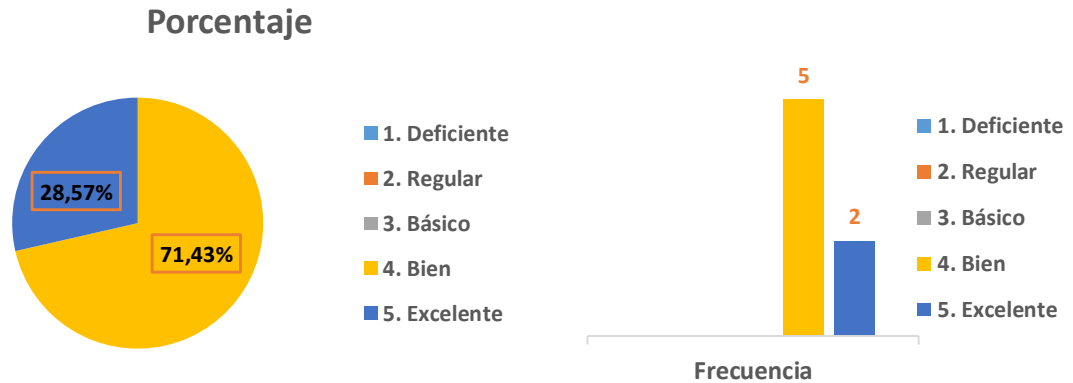 Porcentaje
28,57%
71,43%
1. Deficiente
2. Regular
3. Básico
4. Bien
5. Excelente
5
2
Frecuencia
1. Deficiente
2. Regular
3. Básico
4. Bien
5. Excelente